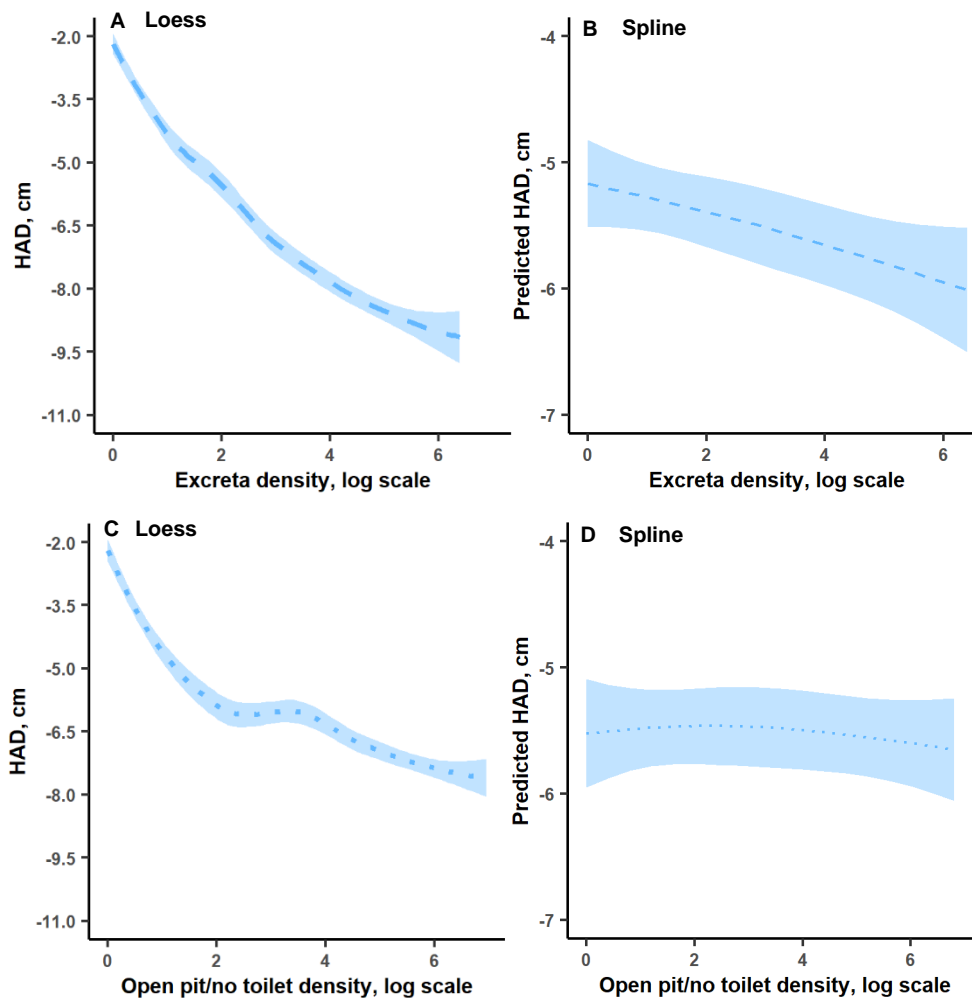 A Loess
-2.0
-3.5
-5.0
-6.5
-8.0
-9.5
-11.0
HAD, cm
0 2 4 6
Excreta density, log scale
B Spline
-4
-5
-6
-7
Predicted HAD, cm
0 2 4 6
Excreta density, log scale
C Loess
-2.0
-3.5
-5.0
-6.5
-8.0
-9.5
-11.0
HAD, cm
0 2 4 6
Open pit/no toilet density, log scale
D Spline
-4
-5
-6
-7
Predicted HAD, cm
0 2 4 6
Open pit/no toilet density, log scale